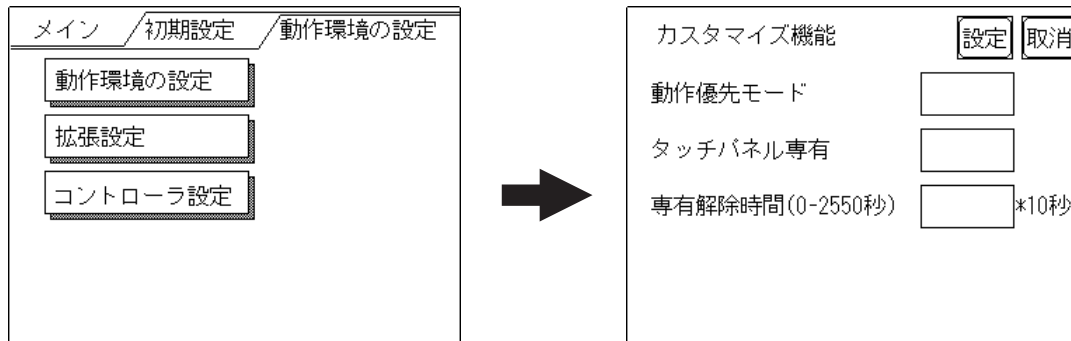 メイン 初期設定 動作環境の設定
動作環境の設定
拡張設定
コントローラ設定
カスタマイズ機能 設定 取消
動作優先モード
タッチパネル専有
専有解除時間(0-2550秒) *10秒